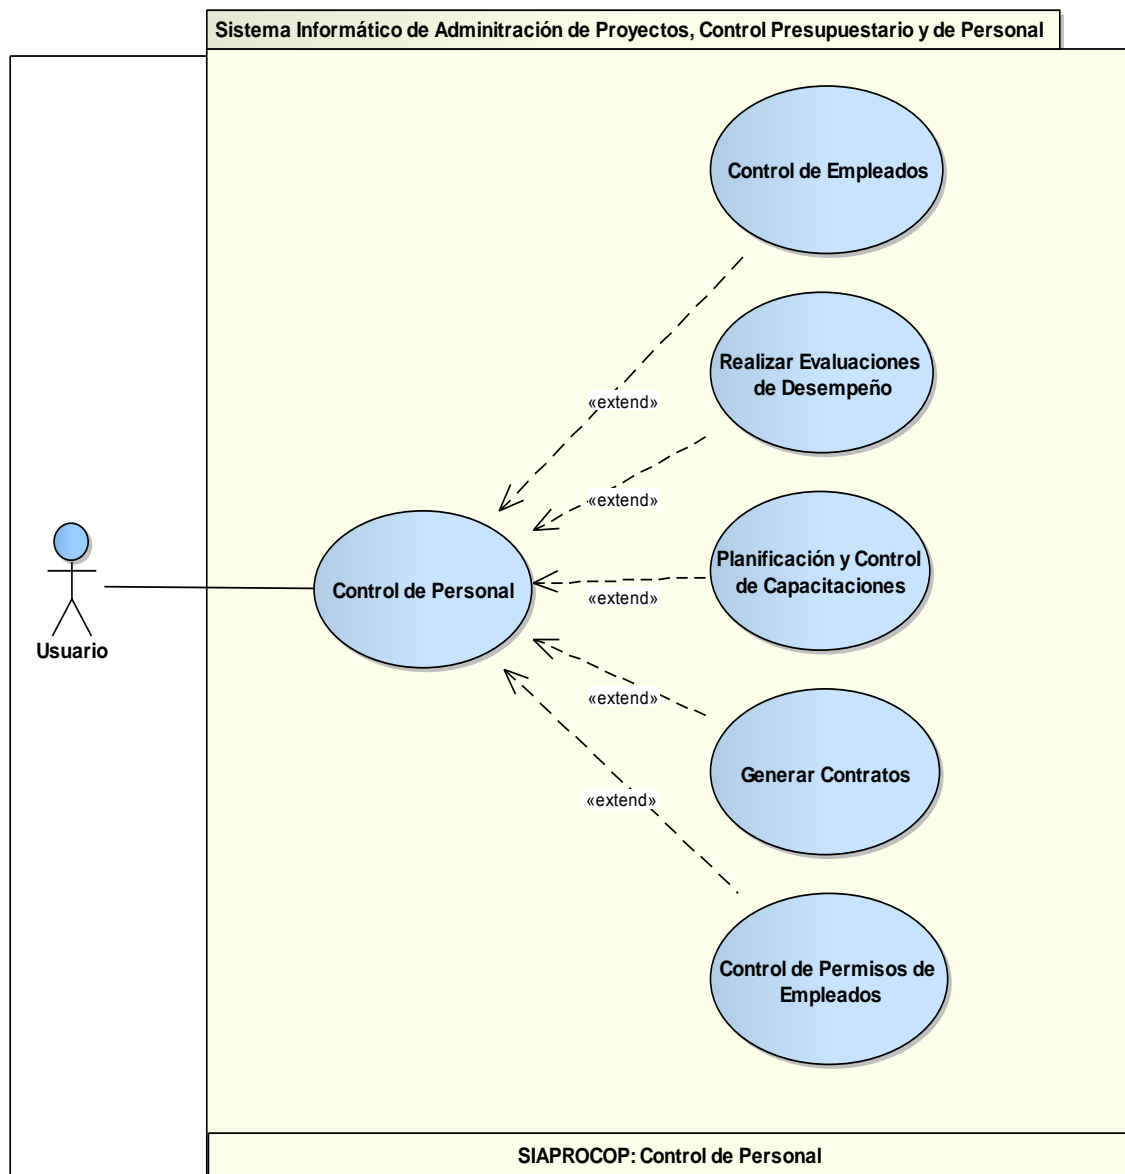 Sistema Informático de Adminitración de Proyectos, Control Presupuestario y de Personal
Control de Empleados
Realizar Evaluaciones
de Desempeño
«extend»
«extend»
Planificación y Control
de Capacitaciones
«extend»
Control de Personal
Usuario
«extend»
Generar Contratos
«extend»
Control de Permisos de
Empleados
SIAPROCOP: Control de Personal